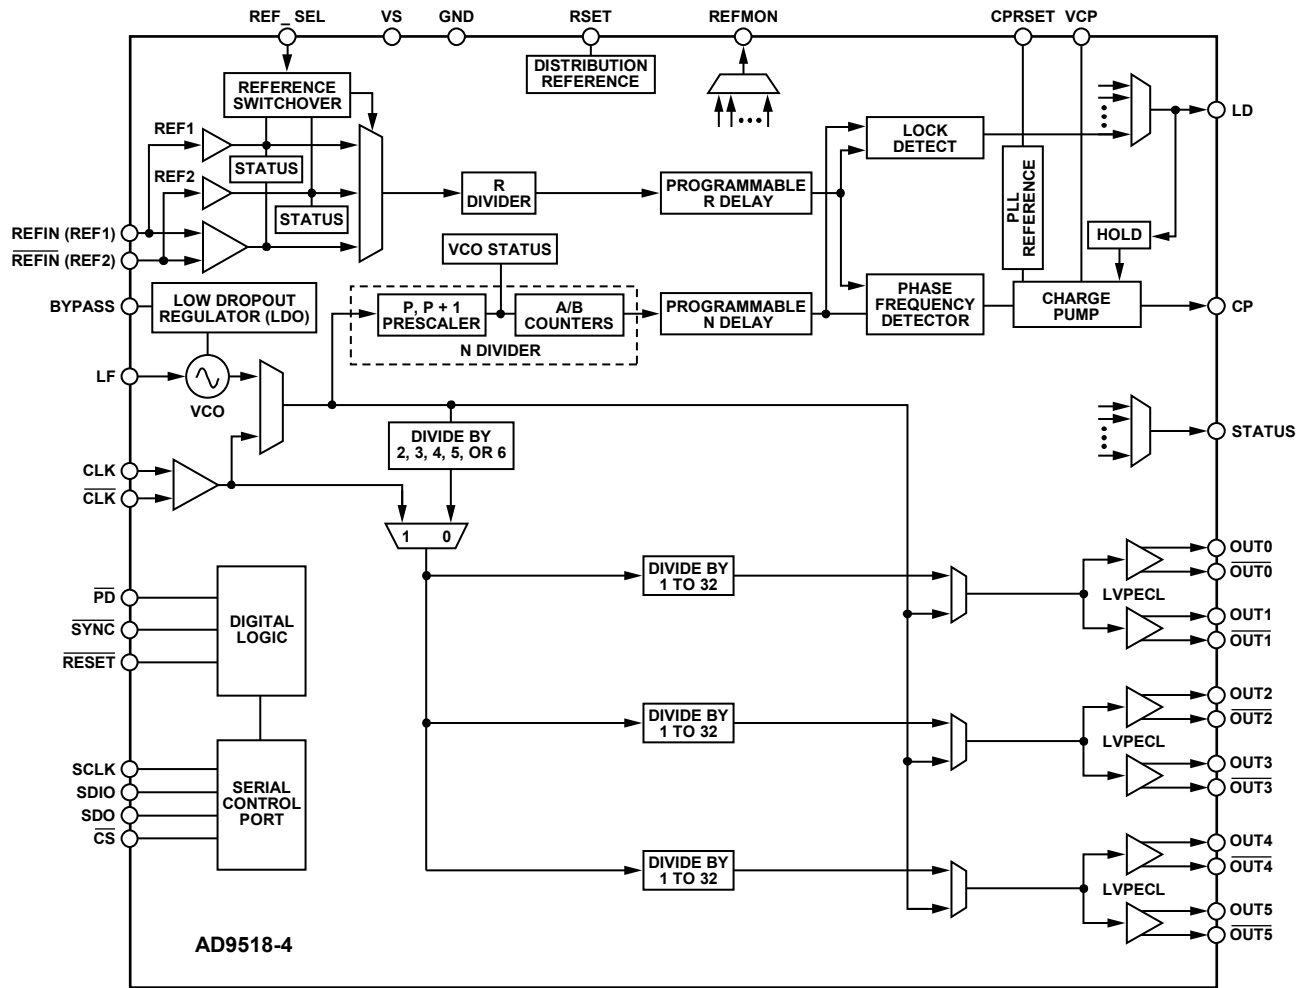 REF_SEL
VS
GND
RSET
REFMON
CPRSET
VCP
DISTRIBUTION
REFERENCE
REFERENCE
SWITCHOVER
REF1
STATUS
REF2
STATUS
LOCK
DETECT
LD
R
DIVIDER
PROGRAMMABLE
R DELAY
PLL
REFERENCE
HOLD
REFIN (REF1)
REFIN (REF2)
VCO STATUS
BYPASS
LOW DROPOUT
REGULATOR (LDO)
P, P + 1
PRESCALER
A/B
COUNTERS
N DIVIDER
PROGRAMMABLE
N DELAY
PHASE
FREQUENCY
DETECTOR
CHARGE
PUMP
CP
LF
VCO
DIVIDE BY
2, 3, 4, 5, OR 6
STATUS
CLK
CLK
1 0
DIVIDE BY
1 TO 32
OUT0
OUT0
LVPECL
OUT1
OUT1
PD
SYNC
RESET
DIGITAL
LOGIC
DIVIDE BY
1 TO 32
OUT2
OUT2
LVPECL
OUT3
OUT3
SCLK
SDIO
SDO
CS
SERIAL
CONTROL
PORT
DIVIDE BY
1 TO 32
OUT4
OUT4
LVPECL
OUT5
OUT5
AD9518-4